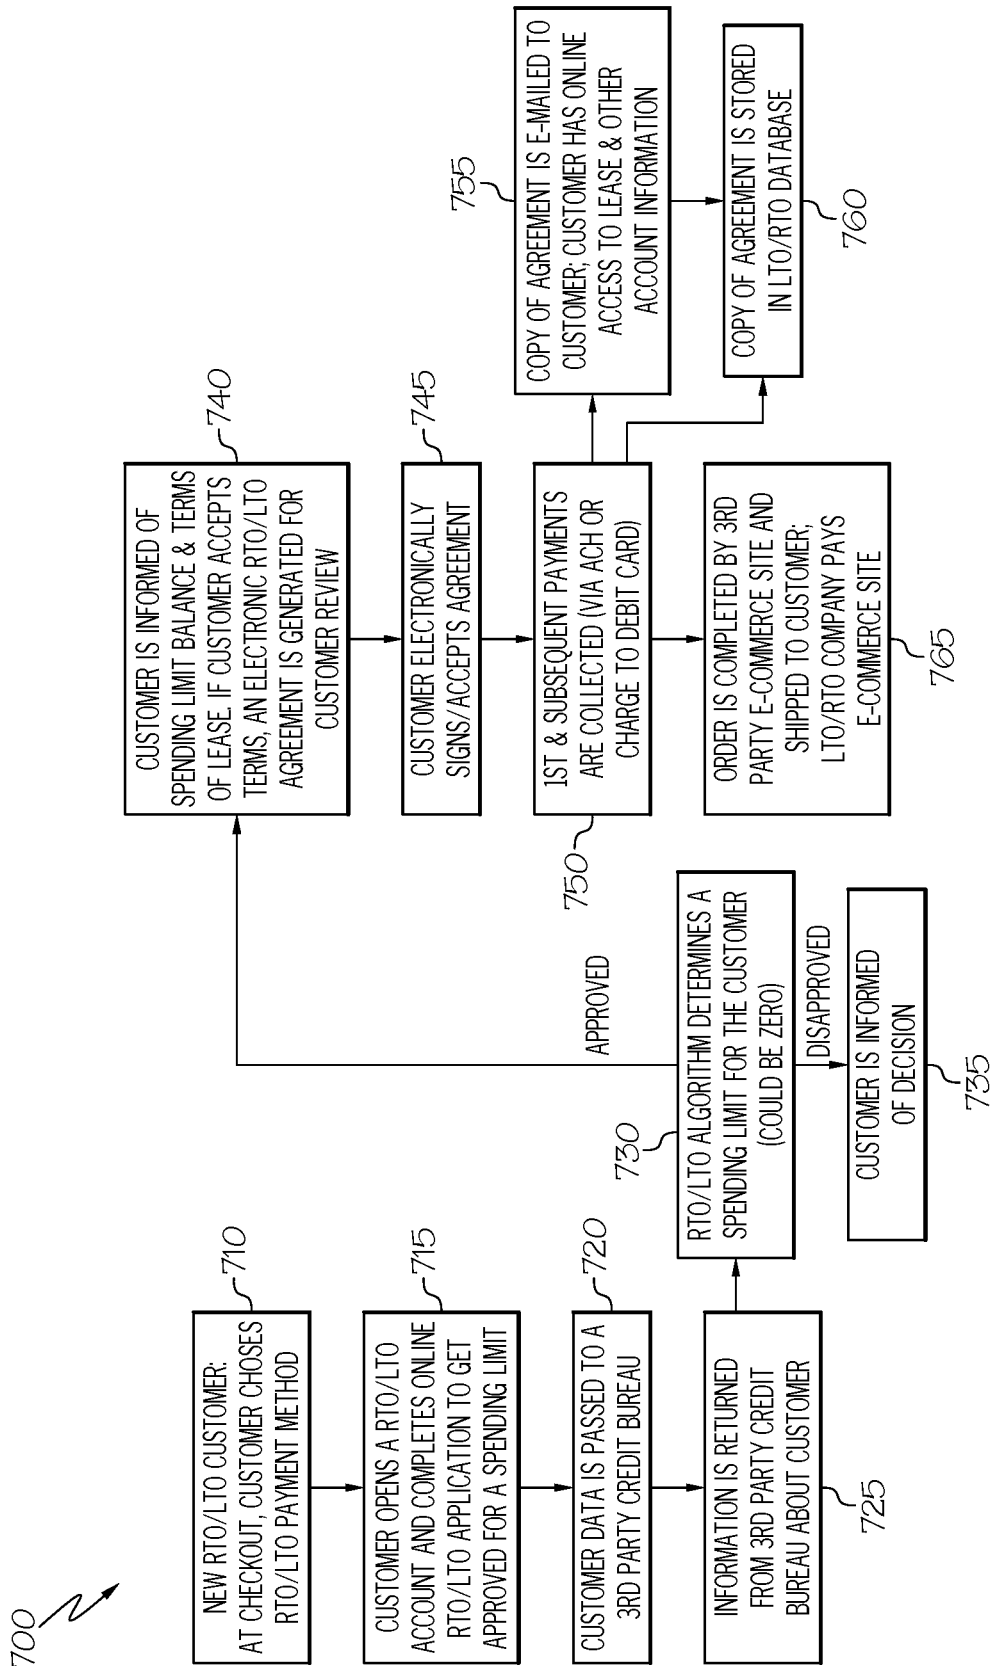 700
710
NEW RTO/LTO CUSTOMER:
AT CHECKOUT, CUSTOMER CHOSES
RTO/LTO PAYMENT METHOD
715
CUSTOMER OPENS A RTO/LTO
ACCOUNT AND COMPLETES ONLINE
RTO/LTO APPLICATION TO GET
APPROVED FOR A SPENDING LIMIT
720
CUSTOMER DATA IS PASSED TO A
3RD PARTY CREDIT BUREAU
INFORMATION IS RETURNED
FROM 3RD PARTY CREDIT
BUREAU ABOUT CUSTOMER
725
730
RTO/LTO ALGORITHM DETERMINES A
SPENDING LIMIT FOR THE CUSTOMER
(COULD BE ZERO)
APPROVED
DISAPPROVED
CUSTOMER IS INFORMED
OF DECISION
735
740
CUSTOMER IS INFORMED OF
SPENDING LIMIT BALANCE & TERMS
OF LEASE. IF CUSTOMER ACCEPTS
TERMS, AN ELECTRONIC RTO/LTO
AGREEMENT IS GENERATED FOR
CUSTOMER REVIEW
745
CUSTOMER ELECTRONICALLY
SIGNS/ACCEPTS AGREEMENT
1ST & SUBSEQUENT PAYMENTS
ARE COLLECTED (VIA ACH OR
CHARGE TO DEBIT CARD)
750
ORDER IS COMPLETED BY 3RD
PARTY E-COMMERCE SITE AND
SHIPPED TO CUSTOMER;
LTO/RTO COMPANY PAYS
E-COMMERCE SITE
765
755
COPY OF AGREEMENT IS E-MAILED TO
CUSTOMER; CUSTOMER HAS ONLINE
ACCESS TO LEASE & OTHER
ACCOUNT INFORMATION
COPY OF AGREEMENT IS STORED
IN LTO/RTO DATABASE
760